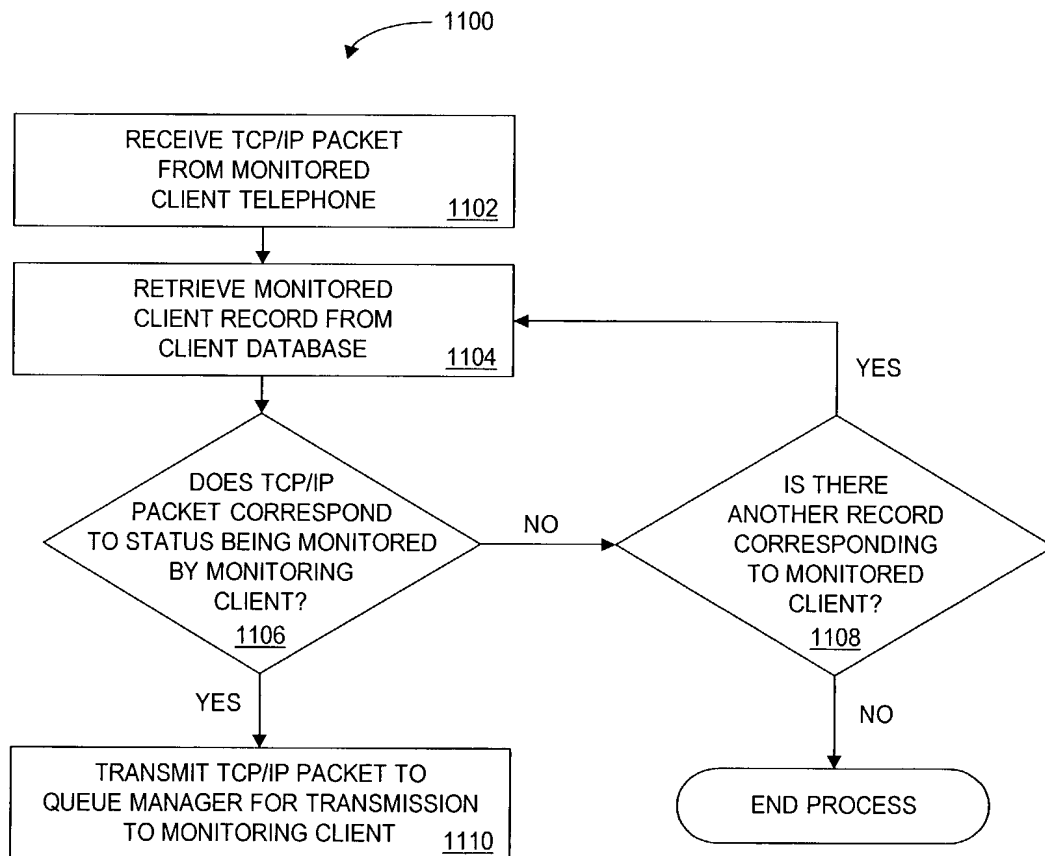 1100
RECEIVE TCP/IP PACKET
FROM MONITORED
CLIENT TELEPHONE
1102
RETRIEVE MONITORED
CLIENT RECORD FROM
CLIENT DATABASE
1104
YES
DOES TCP/IP
PACKET CORRESPOND
TO STATUS BEING MONITORED
BY MONITORING
CLIENT?
1106
NO
IS THERE
ANOTHER RECORD
CORRESPONDING
TO MONITORED
CLIENT?
1108
YES
NO
TRANSMIT TCP/IP PACKET TO
QUEUE MANAGER FOR TRANSMISSION
TO MONITORING CLIENT
1110
END PROCESS